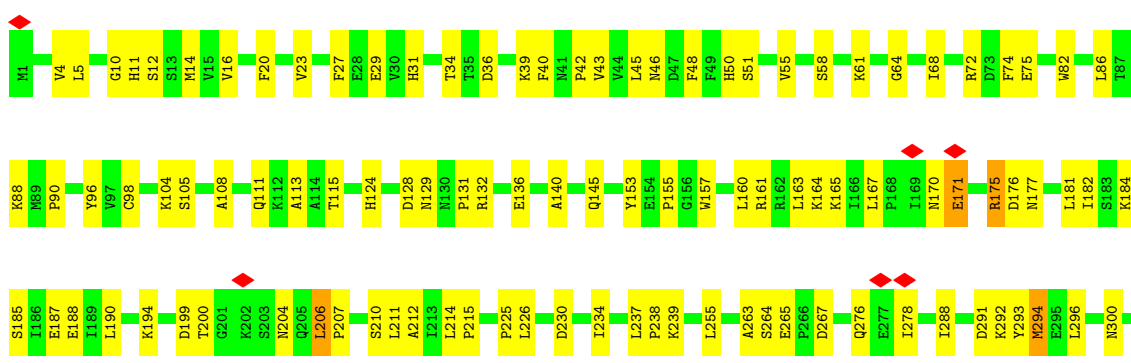 M1 V4 L5 G10 H11 S12 S13 M14 V15 V16 F20 V23 F27 E28 E29 V30 H31 T34 T35 D36 K39 F40 N41 P42 V43 V44 L45 N46 D47 F48 F49 H50 S51 V55 S58 K61 G64 I68 R72 D73 F74 E75 W82 L86 T87
K88 M89 P90 Y96 V97 C98 K104 S105 A108 Q111 K112 A113 A114 T115 H124 D128 N129 N130 P131 R132 E136 A140 Q145 Y153 E154 P155 G156 W157 L160 R161 R162 L163 K164 K165 I166 L167 P168 I169 N170 E171 R175 D176 N177 L181 I182 S183 K184
S185 I186 E187 E188 I189 L190 K194 D199 T200 G201 K202 S203 N204 Q205 L206 P207 S210 L211 A212 I213 L214 P215 P225 L226 D230 I234 L237 P238 K239 L255 A263 S264 E265 P266 D267 Q276 E277 I278 I288 D291 K292 Y293 M294 E295 L296 N300